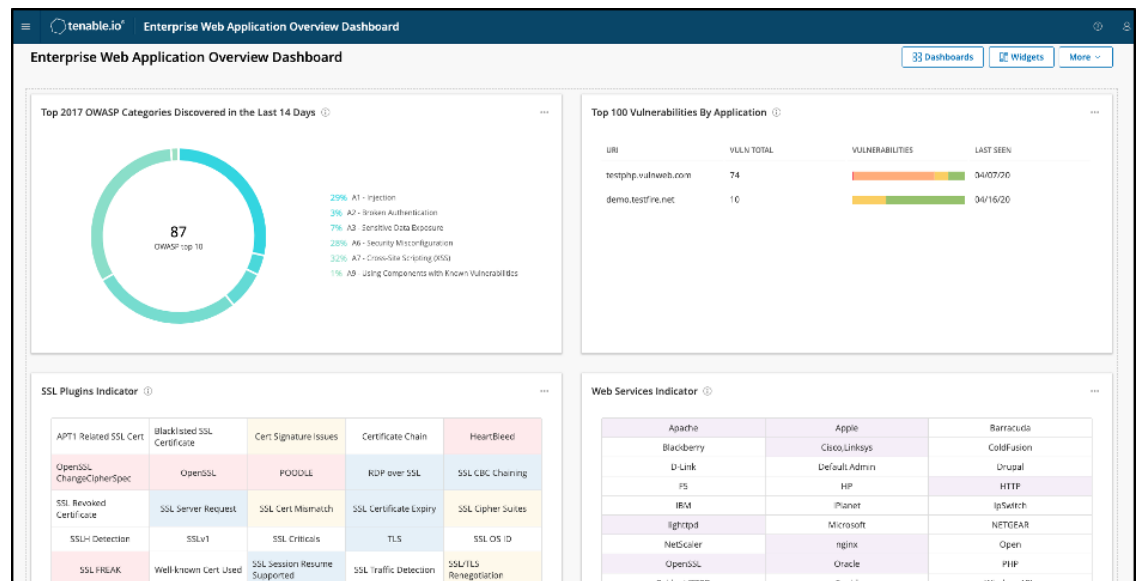 tenable.io
Enterprise Web Application Overview Dashboard
Enterprise Web Application Overview Dashboard
Dashboards
Widgets
More
Top 2017 OWASP Categories Discovered in the Last 14 Days
87
OWASP top 10
29% A1 - Injection
3% A2 - Broken Authentication
7% A3 - Sensitive Data Exposure
28% A6 - Security Misconfiguration
32% A7 - Cross-Site Scripting (XSS)
1% A9 - Using Components with Known Vulnerabilities
Top 100 Vulnerabilities By Application
URI VULN TOTAL VULNERABILITIES LAST SEEN
testphp.vulnweb.com 74 04/07/20
demo.testfire.net 10 04/16/20
SSL Plugins Indicator
APT1 Related SSL Cert
Blacklisted SSL
Certificate
Cert Signature Issues
Certificate Chain
HeartBleed
OpenSSL
ChangeCipherSpec
OpenSSL
POODLE
RDP over SSL
SSL CBC Chaining
SSL Revoked
Certificate
SSL Server Request
SSL Cert Mismatch
SSL Certificate Expiry
SSL Cipher Suites
SSLH Detection
SSLv1
SSL Criticals
TLS
SSL OS ID
SSL FREAK
Well-known Cert Used
SSL Session Resume
Supported
SSL Traffic Detection
SSL/TLS
Renegotiation
Web Services Indicator
Apache Apple Barracuda
Blackberry Cisco,Linksys ColdFusion
D-Link Default Admin Drupal
F5 HP HTTP
IBM iPlanet IpSwitch
lighttpd Microsoft NETGEAR
NetScaler nginx Open
OpenSSL Oracle PHP